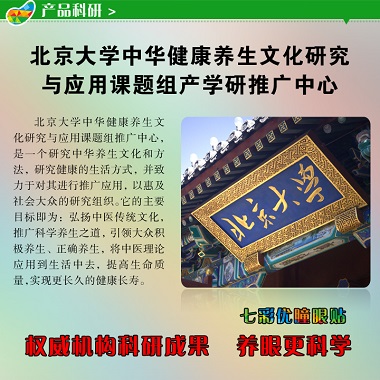 产品科研
北京大学中华健康养生文化研究
与应用课题组产学研推广中心
北京大学中华健康养生文
化研究与应用课题组推广中心，
是一个研究中华养生文化和方
法，研究健康的生活方式，并致
力于对其进行推广应用，以惠及
社会大众的研究组织。它的主要
目标即为：弘扬中医传统文化，
推广科学养生之道，引领大众积
极养生、正确养生，将中医理论
应用到生活中去，提高生命质
量，实现更长久的健康长寿。
北京大学
七彩优瞳眼贴
权威机构科研成果 养眼更科学